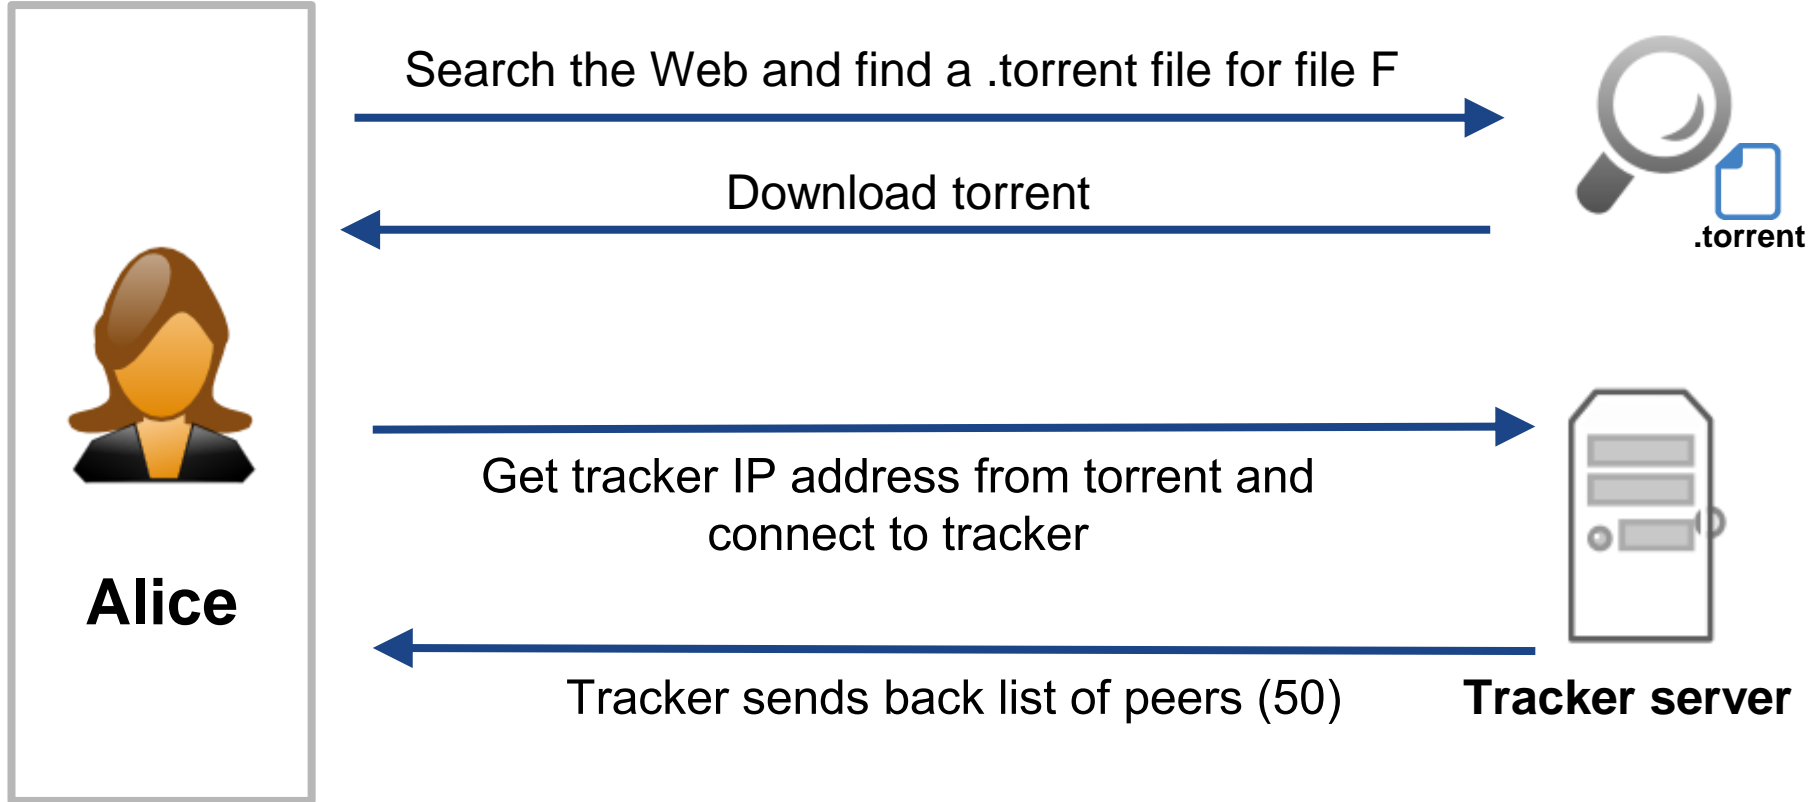 Search the Web and find a .torrent file for file F
Download torrent
.torrent
Get tracker IP address from torrent and
connect to tracker
Alice
Tracker sends back list of peers (50)
Tracker server